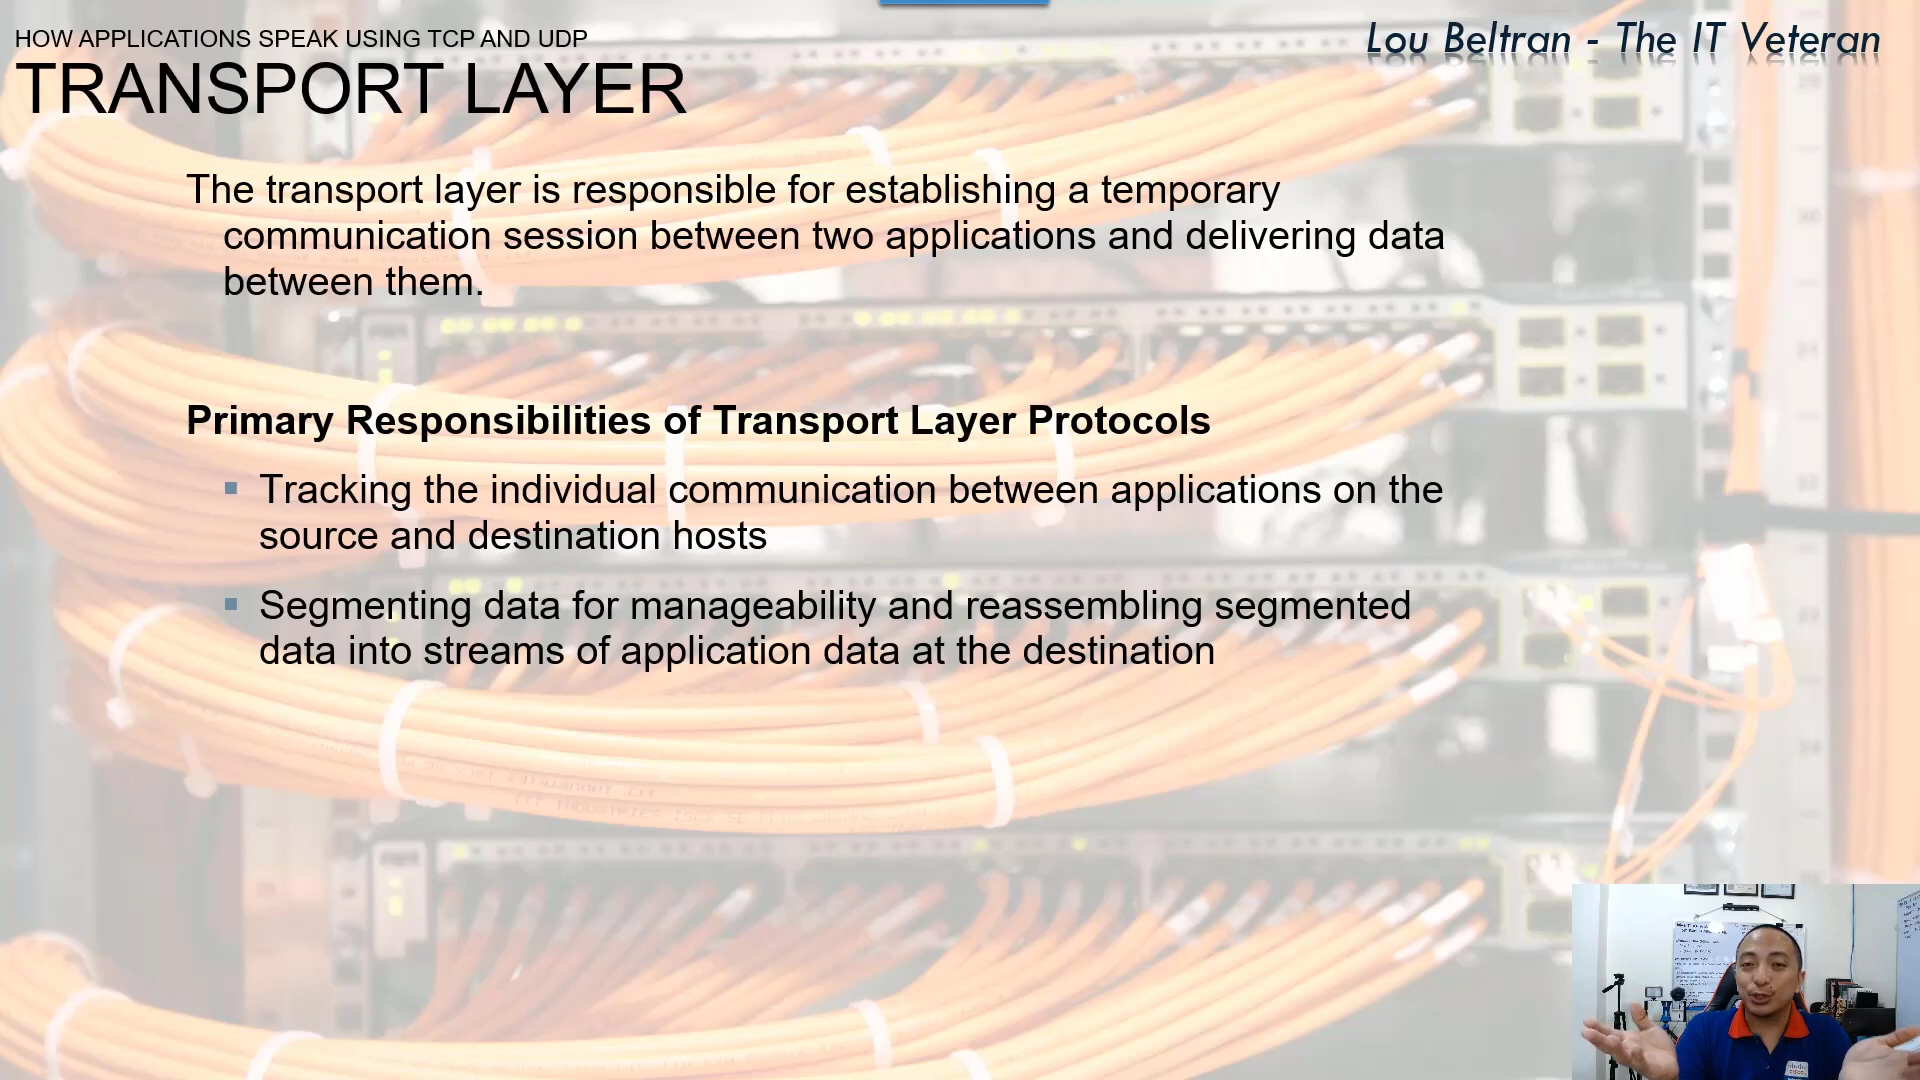 HOW APPLICATIONS SPEAK USING TCP AND UDP
TRANSPORT LAYER
Lou Beltran - The IT Veteran
The transport layer is responsible for establishing a temporary
communication session between two applications and delivering data
between them.
Primary Responsibilities of Transport Layer Protocols
Tracking the individual communication between applications on the
source and destination hosts
Segmenting data for manageability and reassembling segmented
data into streams of application data at the destination